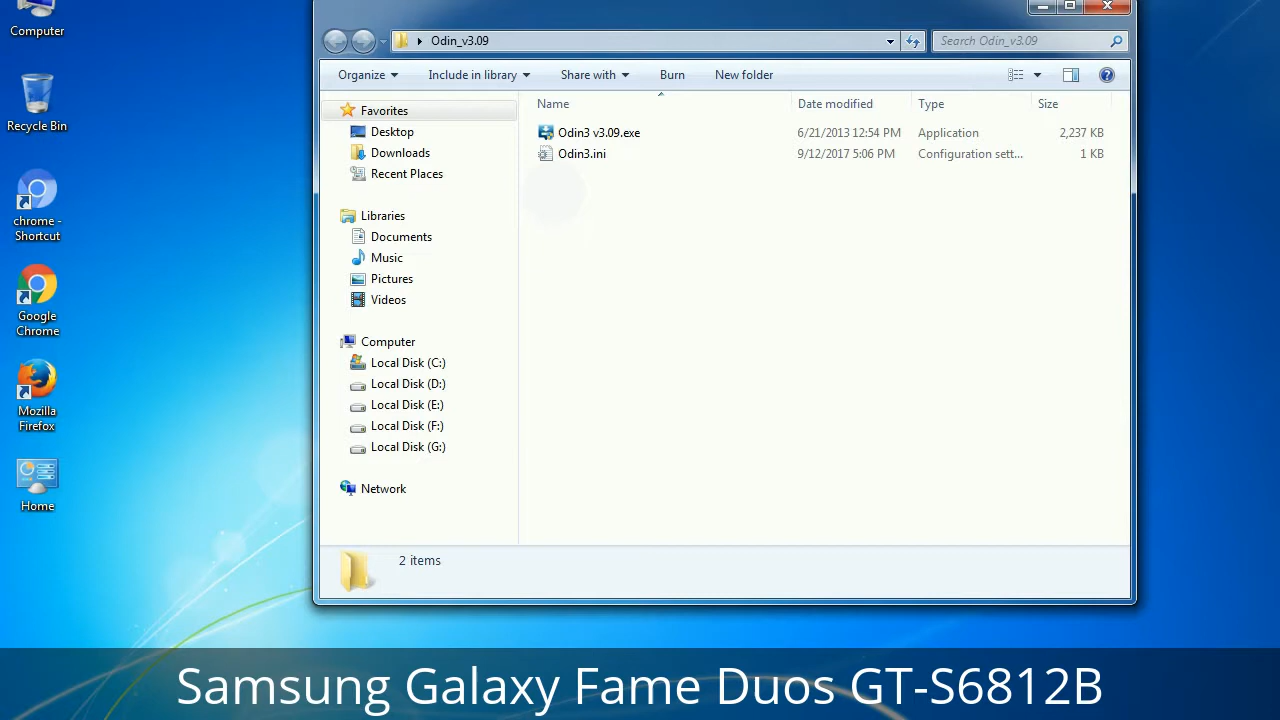 Computer
Recycle Bin
chrome -
Shortcut
Google
Chrome
Mozilla
Firefox
Home
Odin_v3.09
Search Odin_v3.09
Organize
Include in library
Share with
Burn
New folder
Favorites
Desktop
Downloads
Recent Places
Libraries
Documents
Music
Pictures
Videos
Computer
Local Disk (C:)
Local Disk (D:)
Local Disk (E:)
Local Disk (F:)
Local Disk (G:)
Network
Name Date modified Type Size
Odin3 v3.09.exe 6/21/2013 12:54 PM Application 2,237 KB
Odin3.ini 9/12/2017 5:06 PM Configuration sett... 1 KB
2 items
Samsung Galaxy Fame Duos GT-S6812B